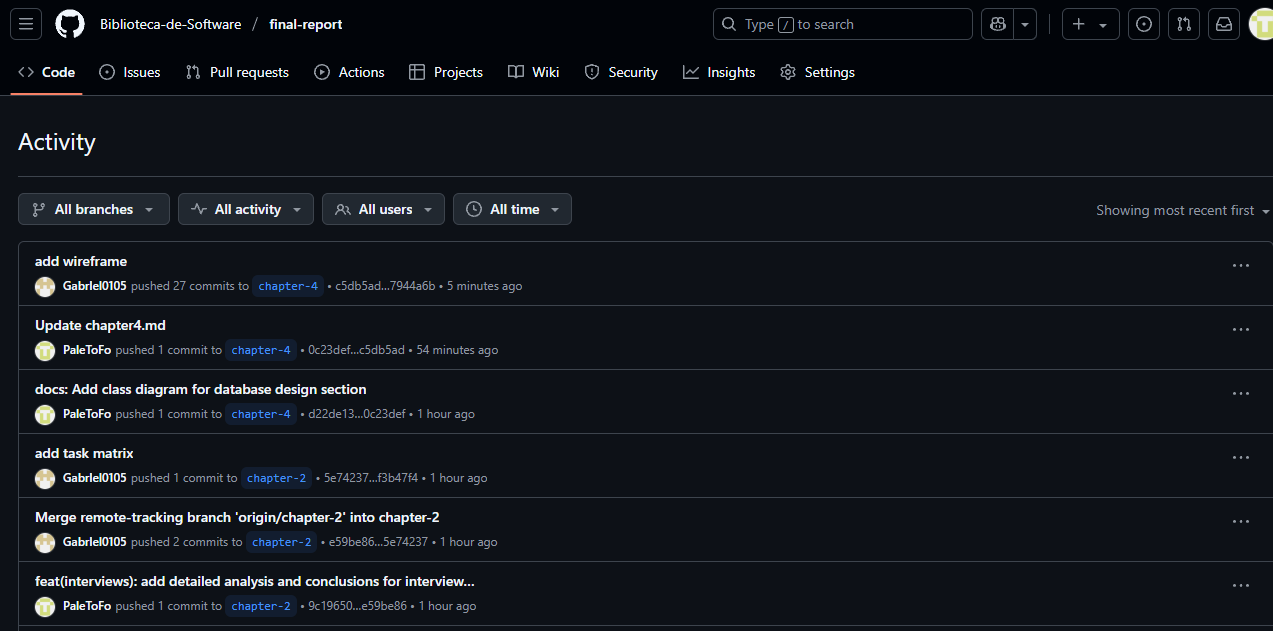 Biblioteca-de-Software / final-report
Type / to search
Code
Issues
Pull requests
Actions
Projects
Wiki
Security
Insights
Settings
Activity
All branches
All activity
All users
All time
Showing most recent first
add wireframe
Gabriel0105 pushed 27 commits to chapter-4 • c5db5ad...7944a6b • 5 minutes ago
Update chapter4.md
PaleToFo pushed 1 commit to chapter-4 • 0c23def...c5db5ad • 54 minutes ago
docs: Add class diagram for database design section
PaleToFo pushed 1 commit to chapter-4 • d22de13...0c23def • 1 hour ago
add task matrix
Gabriel0105 pushed 1 commit to chapter-2 • 5e74237...f3b47f4 • 1 hour ago
Merge remote-tracking branch 'origin/chapter-2' into chapter-2
Gabriel0105 pushed 2 commits to chapter-2 • e59be86...5e74237 • 1 hour ago
feat(interviews): add detailed analysis and conclusions for interview...
PaleToFo pushed 1 commit to chapter-2 • 9c19650...e59be86 • 1 hour ago